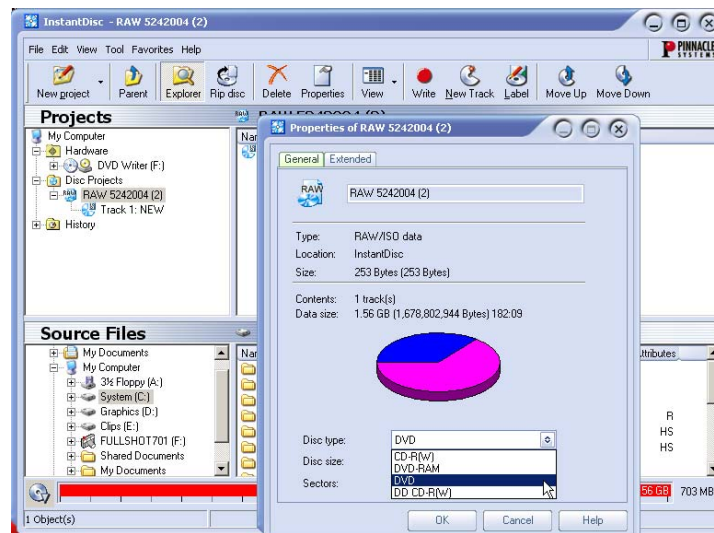 InstantDisc - RAW 5242004 (2)
File Edit View Tool Favorites Help
PINNACLE SYSTEMS
New project Parent Explorer Rip disc Delete Properties View Write New Track Label Move Up Move Down
Projects
My Computer
Hardware
DVD Writer (F:)
Disc Projects
RAW 5242004 (2)
Track 1: NEW
History
Properties of RAW 5242004 (2)
General Extended
RAW
RAW 5242004 (2)
Type: RAW/ISO data
Location: InstantDisc
Size: 253 Bytes (253 Bytes)
Contents: 1 track(s)
Data size: 1.56 GB (1,678,802,944 Bytes) 182:09
Disc type: DVD
CD-R(W)
DVD-RAM
DVD
DD CD-R(W)
Disc size:
Sectors:
OK Cancel Help
Source Files
My Documents
My Computer
3½ Floppy (A:)
System (C:)
Graphics (D:)
Clips (E:)
FULLSHOT701 (F:)
Shared Documents
My Documents
R
HS
HS
56 GB 703 MB
1 Object(s)